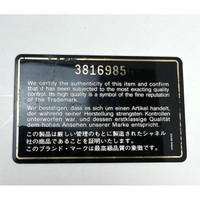 3816985
We certify the authenticity of this item and confirm
that it has been subjected to the most exacting quality
control. Its high quality is a symbol of the fine reputation
of the Trademark.
Wir bestätigen, dass es sich um einen Artikel handelt,
der während seiner Herstellung strengsten Kontrollen
unterworfen war und dessen erstklassige Qualität
dem hohen Ansehen unserer Marke entspricht.
この製品は厳しい管理のもとに製造されたシャネル
社の商品であることを証明いたします。
このブランド・マークは最高級品質の象徴です。